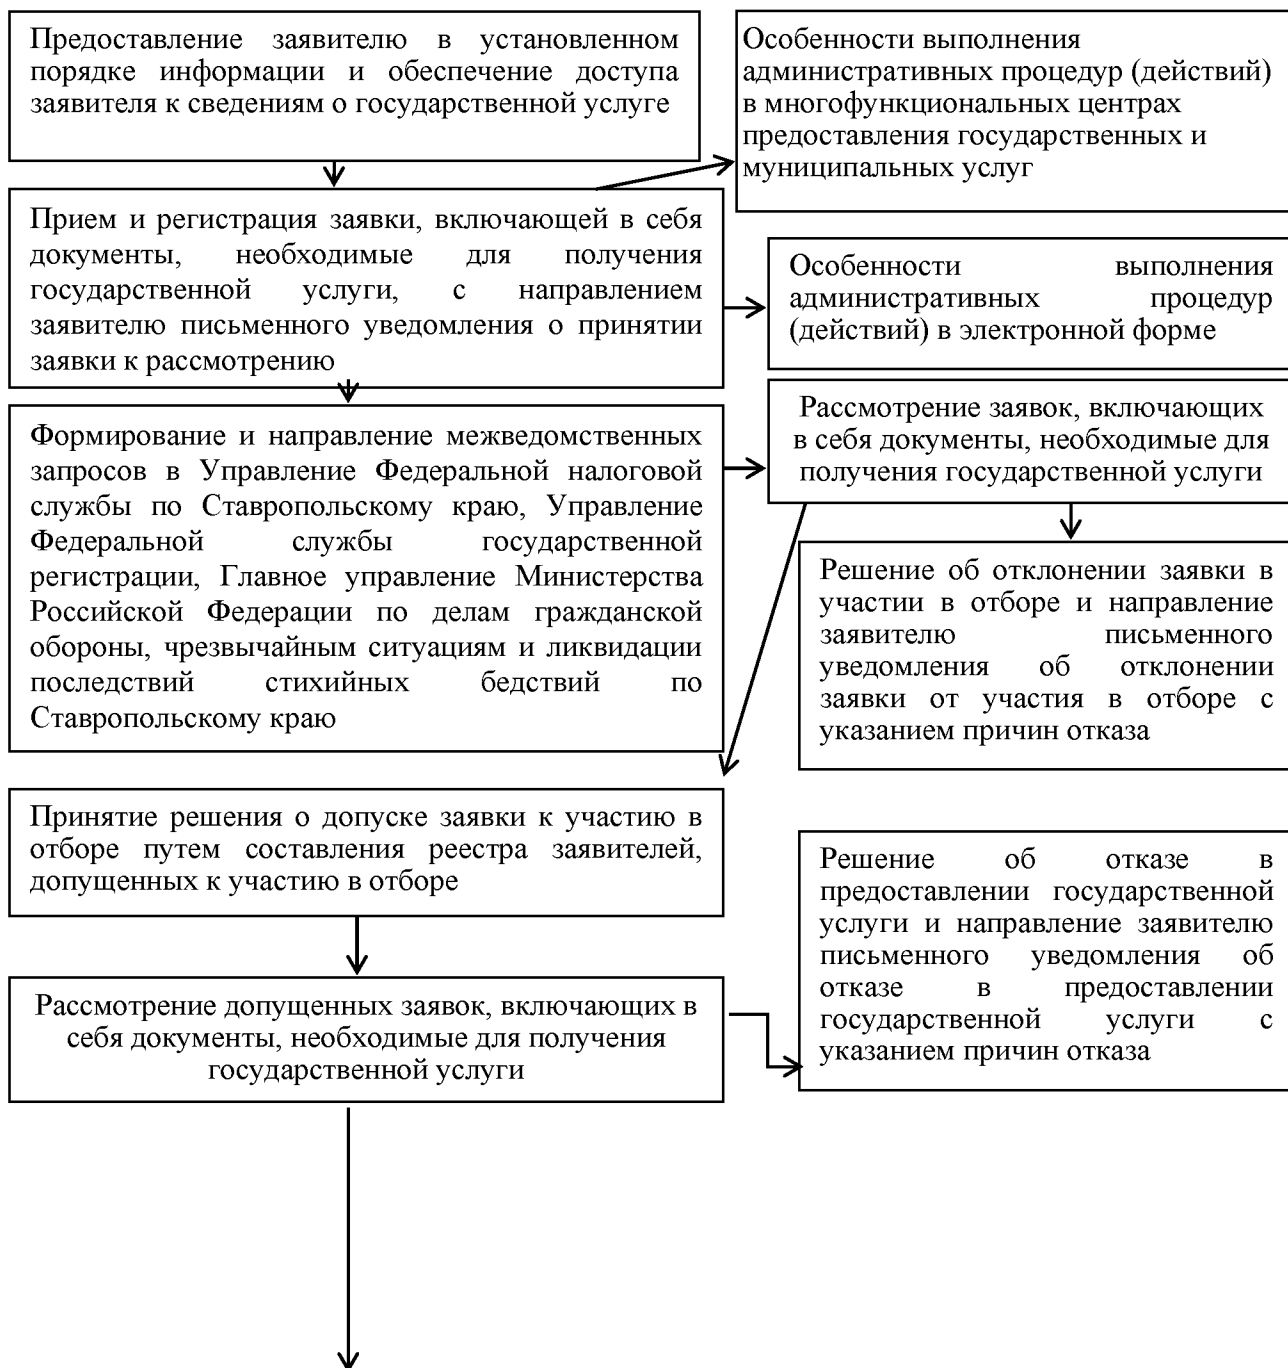 Предоставление заявителю в установленном
порядке информации и обеспечение доступа
заявителя к сведениям о государственной услуге
Особенности выполнения
административных процедур (действий)
в многофункциональных центрах
предоставления государственных и
муниципальных услуг
Прием и регистрация заявки, включающей в себя
документы, необходимые для получения
государственной услуги, с направлением
заявителю письменного уведомления о принятии
заявки к рассмотрению
Особенности выполнения
административных процедур
(действий) в электронной форме
Формирование и направление межведомственных
запросов в Управление Федеральной налоговой
службы по Ставропольскому краю, Управление
Федеральной службы государственной
регистрации, Главное управление Министерства
Российской Федерации по делам гражданской
обороны, чрезвычайным ситуациям и ликвидации
последствий стихийных бедствий по
Ставропольскому краю
Рассмотрение заявок, включающих
в себя документы, необходимые для
получения государственной услуги
Решение об отклонении заявки в
участии в отборе и направление
заявителю письменного
уведомления об отклонении
заявки от участия в отборе с
указанием причин отказа
Принятие решения о допуске заявки к участию в
отборе путем составления реестра заявителей,
допущенных к участию в отборе
Решение об отказе в
предоставлении государственной
услуги и направление заявителю
письменного уведомления об
отказе в предоставлении
государственной услуги с
указанием причин отказа
Рассмотрение допущенных заявок, включающих в
себя документы, необходимые для получения
государственной услуги